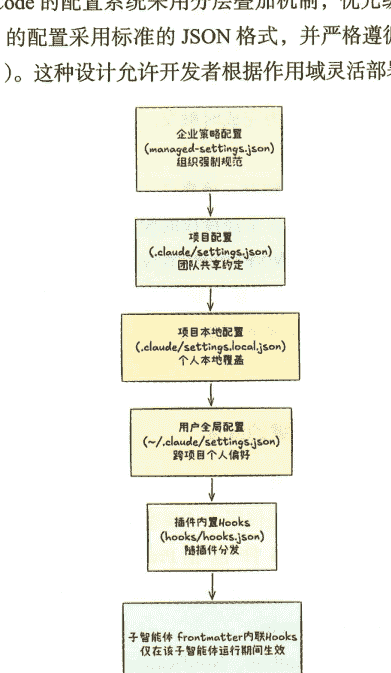 Code 的配置系统采用分层叠加机制，优先级
的配置采用标准的 JSON 格式，并严格遵循
）。这种设计允许开发者根据作用域灵活部署
企业策略配置
(managed-settings.json)
组织强制规范
项目配置
(.claude/settings.json)
团队共享约定
项目本地配置
(.claude/settings.local.json)
个人本地覆盖
用户全局配置
(~/.claude/settings.json)
跨项目个人偏好
插件内置Hooks
(hooks/hooks.json)
随插件分发
子智能体 frontmatter内联Hooks
仅在该子智能体运行期间生效